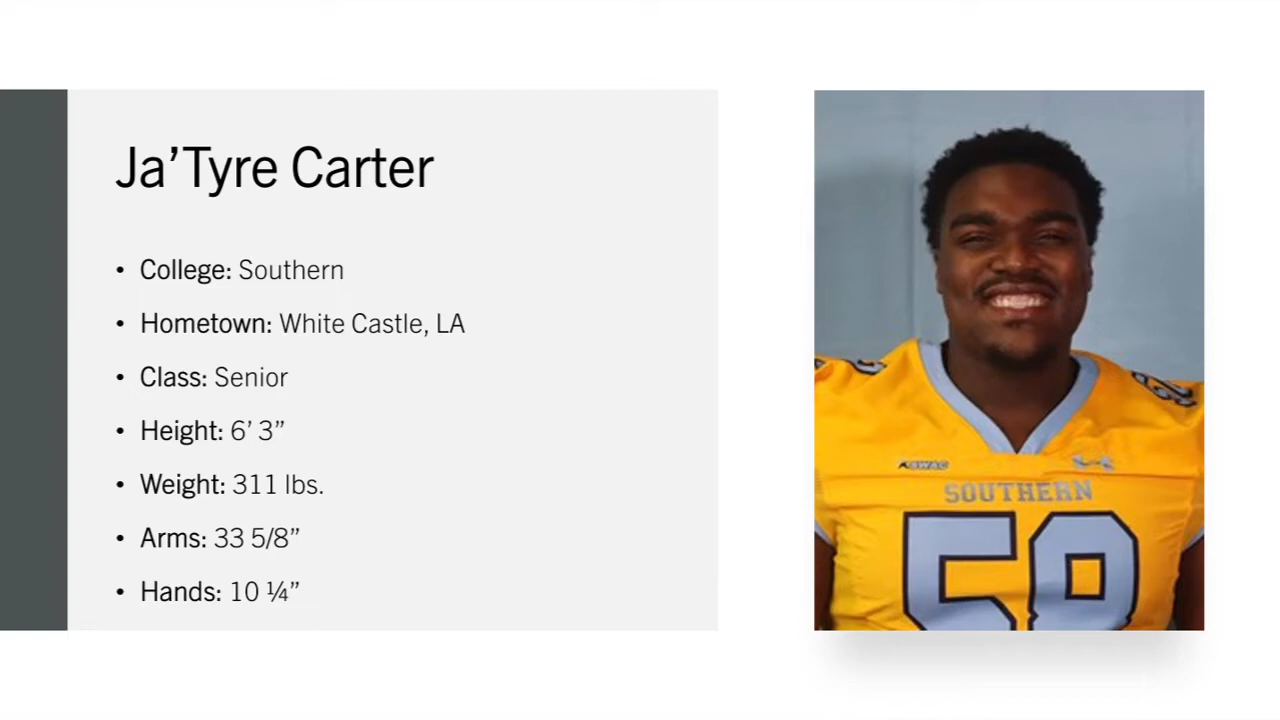 Ja’Tyre Carter
• College: Southern
• Hometown: White Castle, LA
• Class: Senior
• Height: 6’ 3”
• Weight: 311 lbs.
• Arms: 33 5/8”
• Hands: 10 ¼”
SWAC
SOUTHERN
59